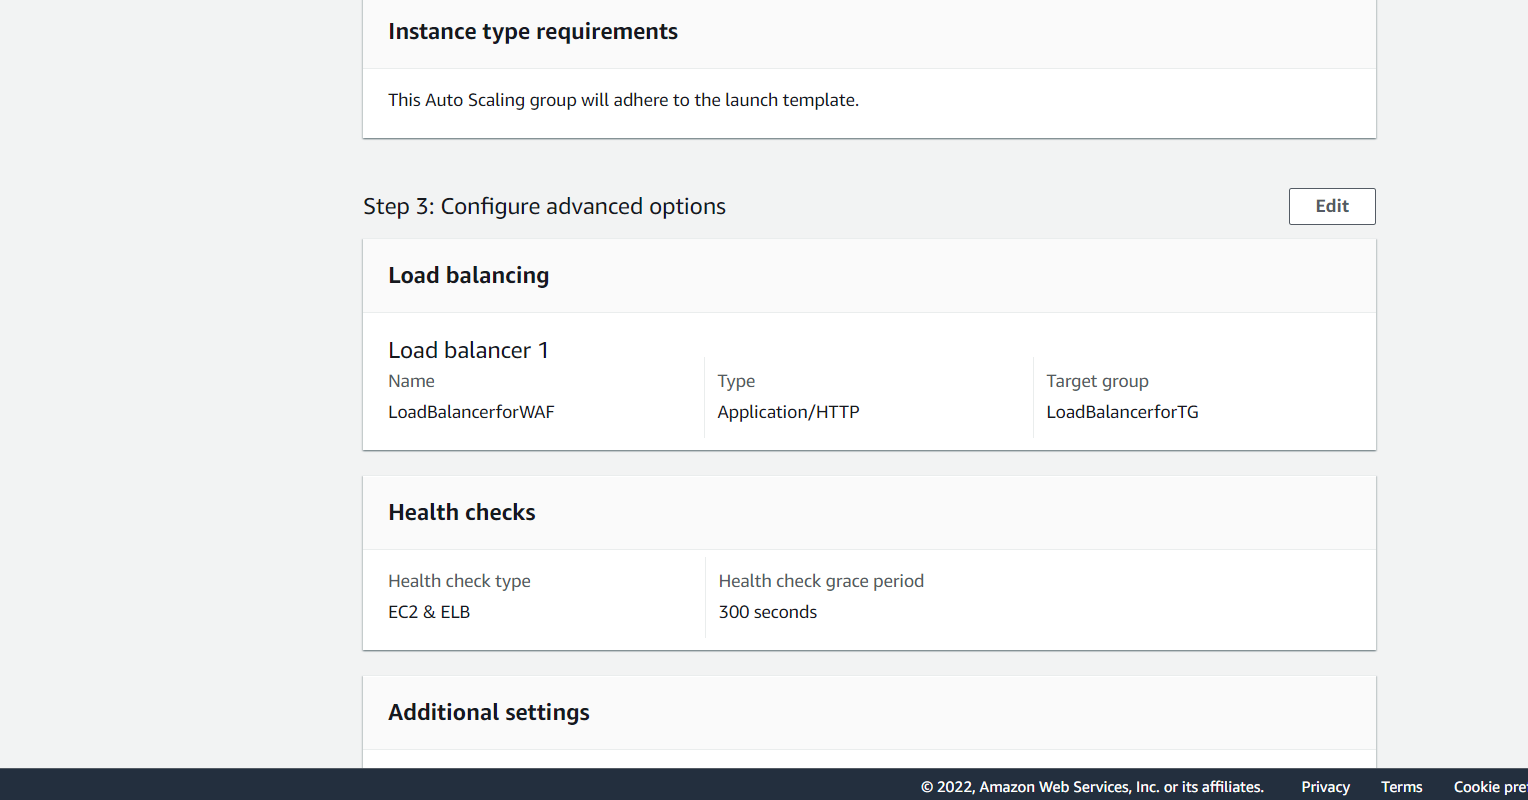 Instance type requirements
This Auto Scaling group will adhere to the launch template.
Step 3: Configure advanced options
Edit
Load balancing
Load balancer 1
Name
Type
Target group
LoadBalancerforWAF
Application/HTTP
LoadBalancerforTG
Health checks
Health check type
Health check grace period
EC2 & ELB
300 seconds
Additional settings
© 2022, Amazon Web Services, Inc. or its affiliates.
Privacy
Terms
Cookie pre